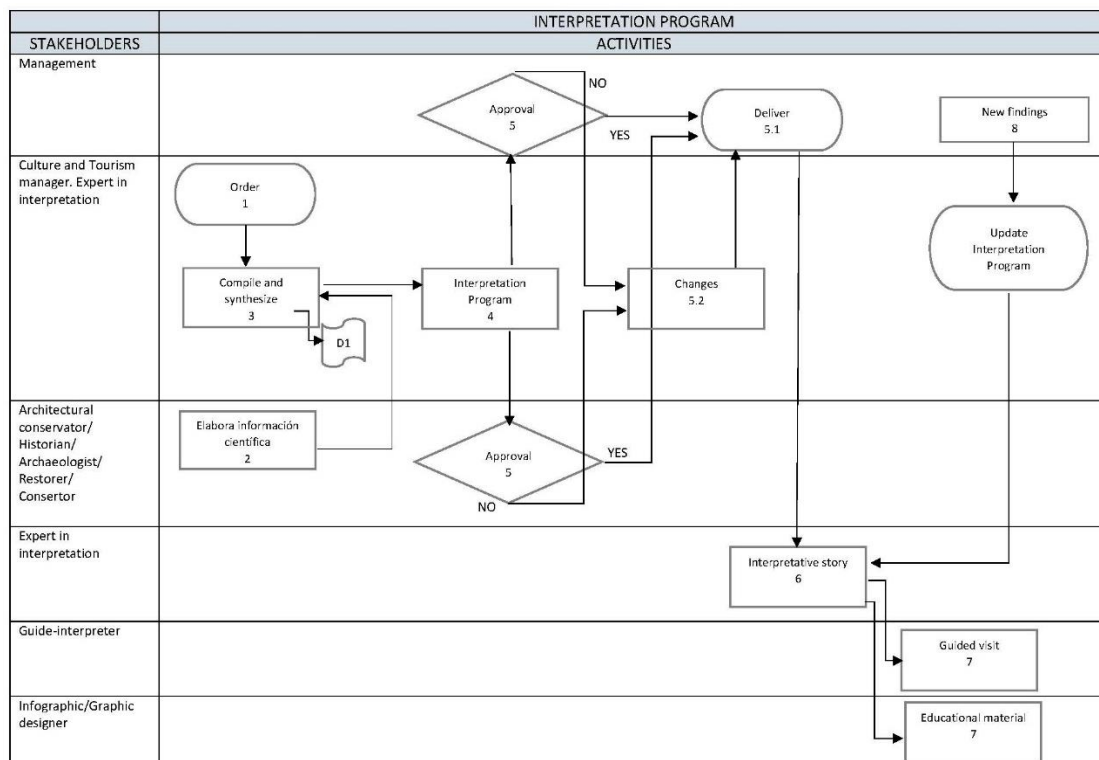 INTERPRETATION PROGRAM
STAKEHOLDERS
ACTIVITIES
Management
Approval
5
NO
YES
Deliver
5.1
New findings
8
Culture and Tourism
manager. Expert in
interpretation
Order
1
Update
Interpretation
Program
Compile and
synthesize
3
D1
Interpretation
Program
4
Changes
5.2
Architectural
conservator/
Historian/
Archaeologist/
Restorer/
Consertor
Elabora información
científica
2
Approval
5
YES
NO
Expert in
interpretation
Interpretative story
6
Guide-interpreter
Guided visit
7
Infographic/Graphic
designer
Educational material
7